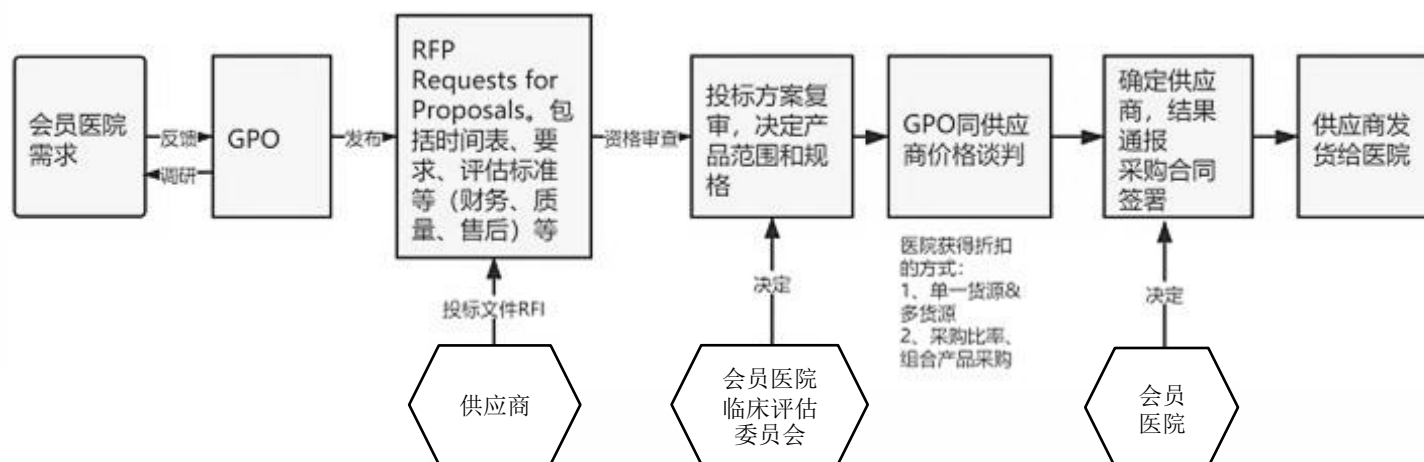 会员医院
需求
反馈
调研
GPO
发布
RFP
Requests for
Proposals。包
括时间表、要
求、评估标准
等（财务、质
量、售后）等
投标文件RFI
供应商
资格审查
投标方案复
审，决定产
品范围和规
格
决定
会员医院
临床评估
委员会
GPO同供应
商价格谈判
医院获得折扣
的方式：
1、单一货源&
多货源
2、采购比率、
组合产品采购
确定供应
商，结果
通报
采购合同
签署
决定
会员
医院
供应商发
货给医院